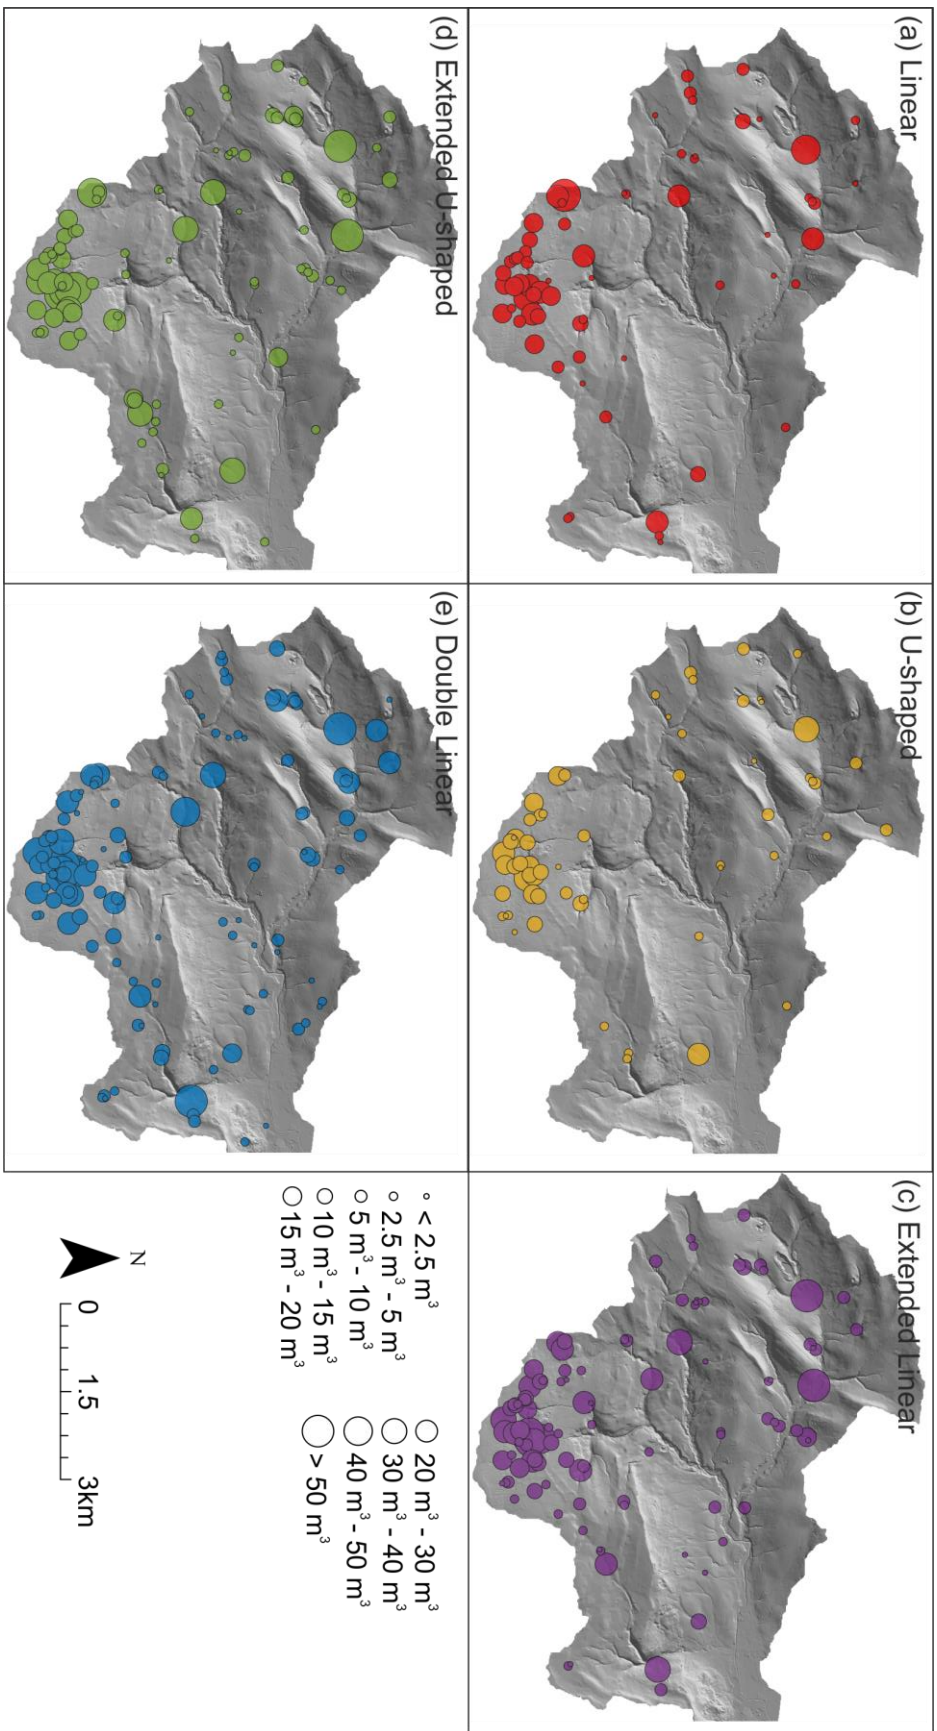 (a) Linear
(b) U-shaped
(c) Extended Linear
(d) Extended U-shaped
(e) Double Linear
< 2.5 m³
2.5 m³ - 5 m³
5 m³ - 10 m³
10 m³ - 15 m³
15 m³ - 20 m³
20 m³ - 30 m³
30 m³ - 40 m³
40 m³ - 50 m³
> 50 m³
N
0 1.5 3km